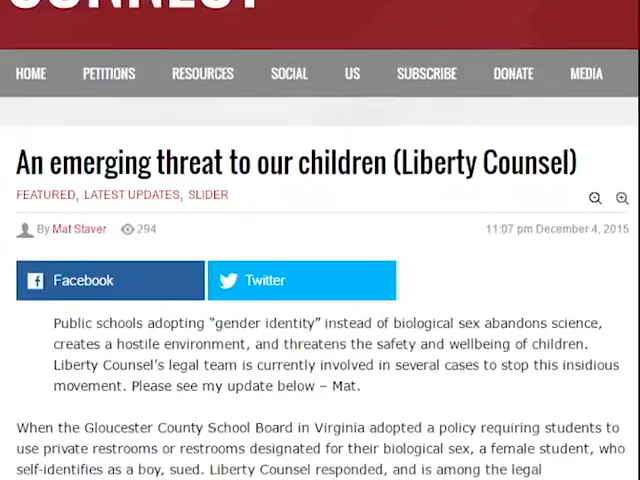 CONNECT
HOME PETITIONS RESOURCES SOCIAL US SUBSCRIBE DONATE MEDIA
An emerging threat to our children (Liberty Counsel)
FEATURED, LATEST UPDATES, SLIDER
By Mat Staver 294 11:07 pm December 4, 2015
Facebook Twitter
Public schools adopting “gender identity” instead of biological sex abandons science,
creates a hostile environment, and threatens the safety and wellbeing of children.
Liberty Counsel’s legal team is currently involved in several cases to stop this insidious
movement. Please see my update below – Mat.
When the Gloucester County School Board in Virginia adopted a policy requiring students to
use private restrooms or restrooms designated for their biological sex, a female student, who
self-identifies as a boy, sued. Liberty Counsel responded, and is among the legal